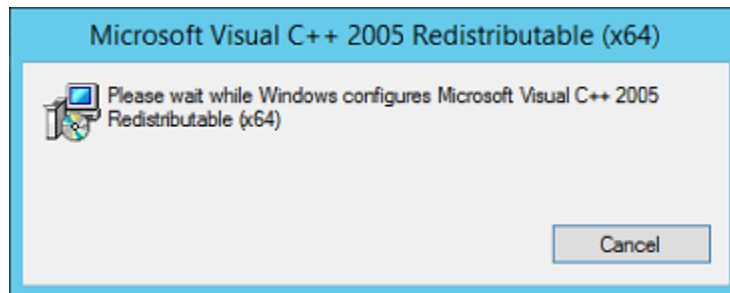 Microsoft Visual C++ 2005 Redistributable (x64)
Please wait while Windows configures Microsoft Visual C++ 2005
Redistributable (x64)
Cancel